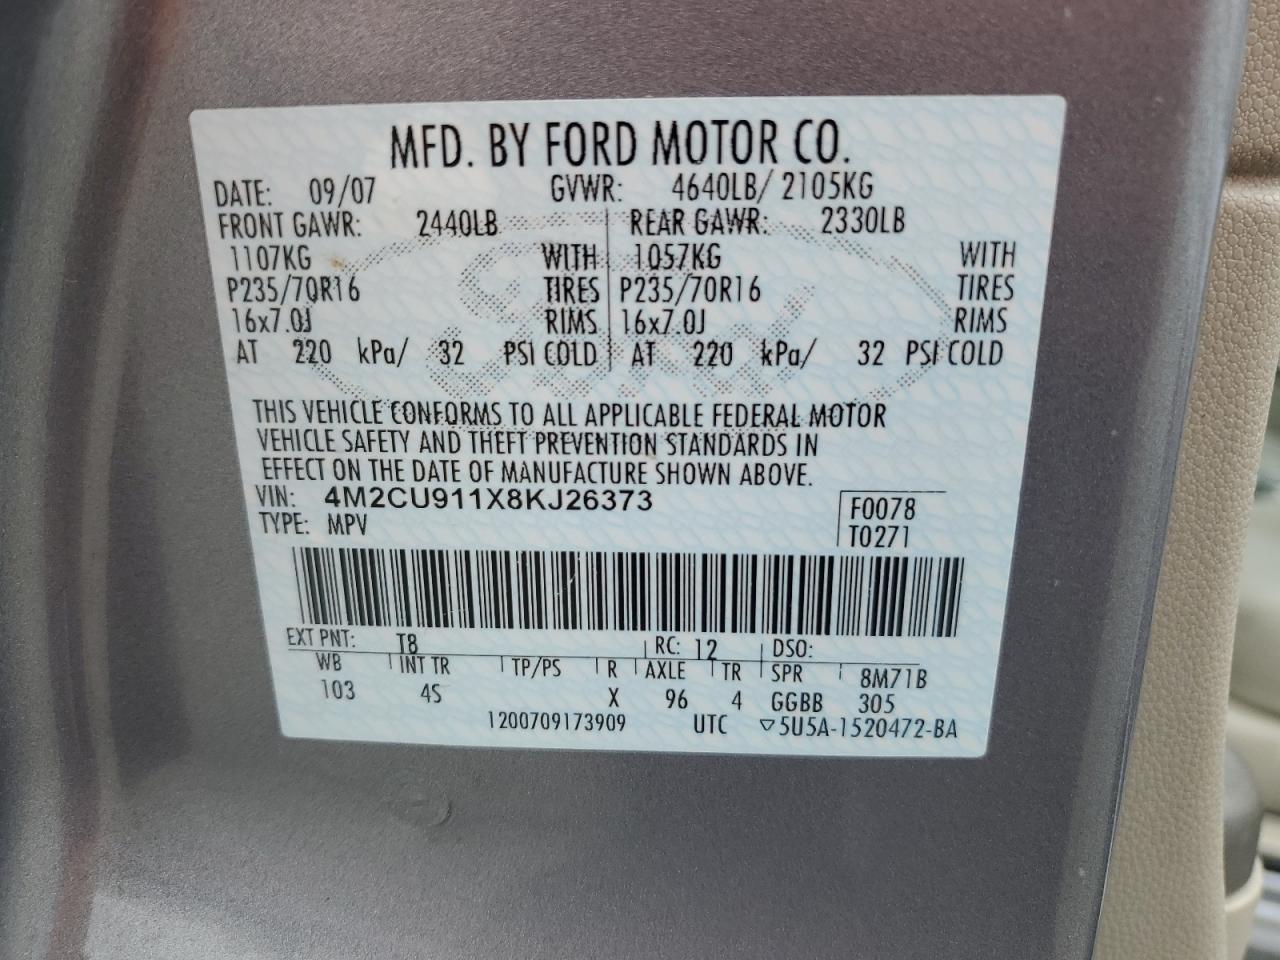 MFD. BY FORD MOTOR CO.
DATE: 09/07 GVWR: 4640LB/ 2105KG
FRONT GAWR: 2440LB REAR GAWR: 2330LB
1107KG WITH 1057KG WITH
P235/70R16 TIRES P235/70R16 TIRES
16x7.0J RIMS 16x7.0J RIMS
AT 220 kPa/ 32 PSI COLD AT 220 kPa/ 32 PSI COLD
THIS VEHICLE CONFORMS TO ALL APPLICABLE FEDERAL MOTOR
VEHICLE SAFETY AND THEFT PREVENTION STANDARDS IN
EFFECT ON THE DATE OF MANUFACTURE SHOWN ABOVE.
VIN: 4M2CU911X8KJ26373 F0078
TYPE: MPV T0271
EXT PNT: T8 RC: 12 DSO:
WB INT TR TP/PS R AXLE TR SPR 8M71B
103 4S X 96 4 GGBB 305
1200709173909 UTC ▽5U5A-1520472-BA
Ford